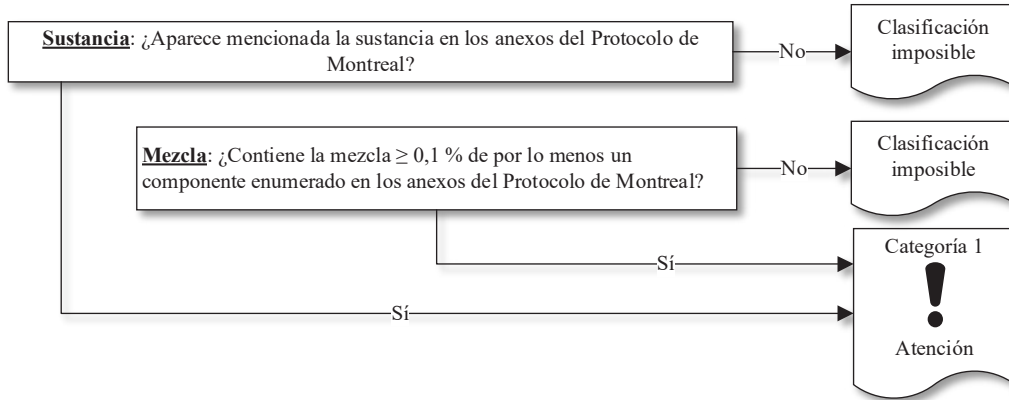 Sustancia: ¿Aparece mencionada la sustancia en los anexos del Protocolo de
Montreal?
No
Clasificación
imposible
Mezcla: ¿Contiene la mezcla ≥ 0,1 % de por lo menos un
componente enumerado en los anexos del Protocolo de Montreal?
No
Clasificación
imposible
Sí
Sí
Categoría 1
Atención